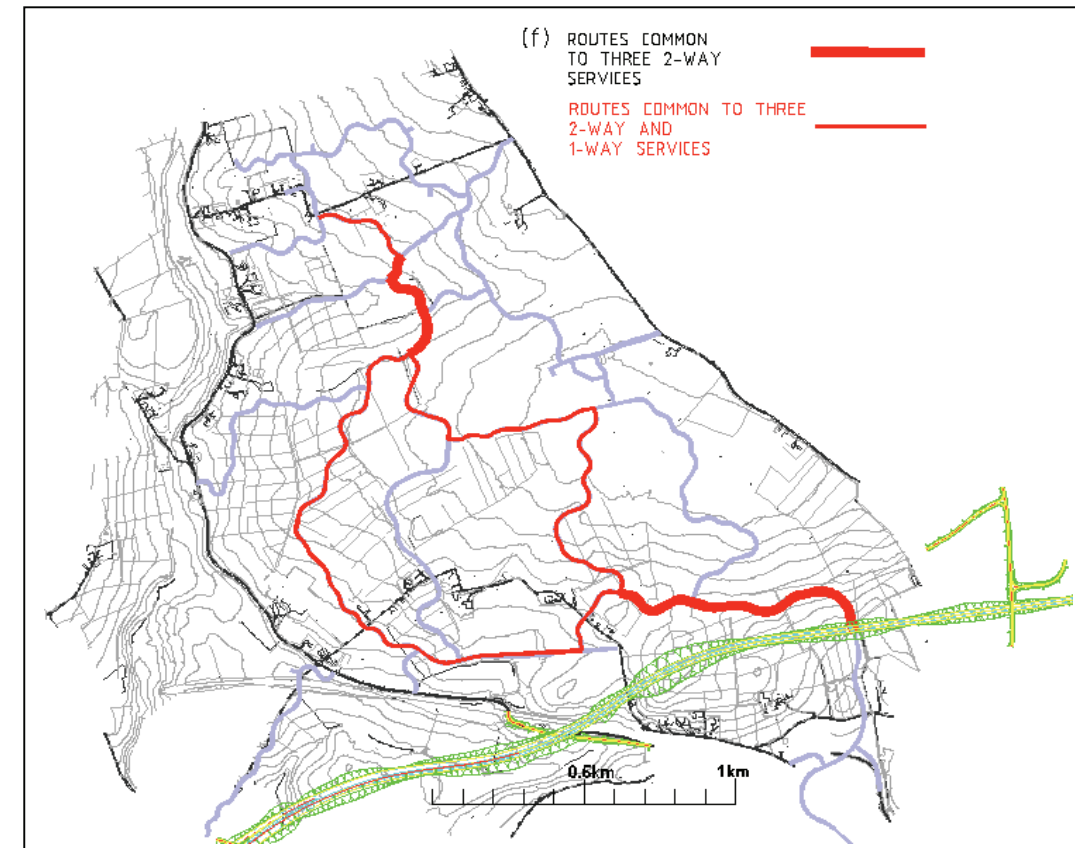 (f) ROUTES COMMON
TO THREE 2-WAY
SERVICES
ROUTES COMMON TO THREE
2-WAY AND
1-WAY SERVICES
0.5km 1km